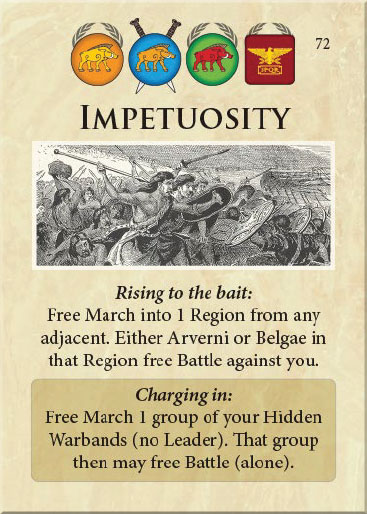 72
SPQR
IMPETUOSITY
Rising to the bait:
Free March into 1 Region from any
adjacent. Either Arverni or Belgae in
that Region free Battle against you.
Charging in:
Free March 1 group of your Hidden
Warbands (no Leader). That group
then may free Battle (alone).